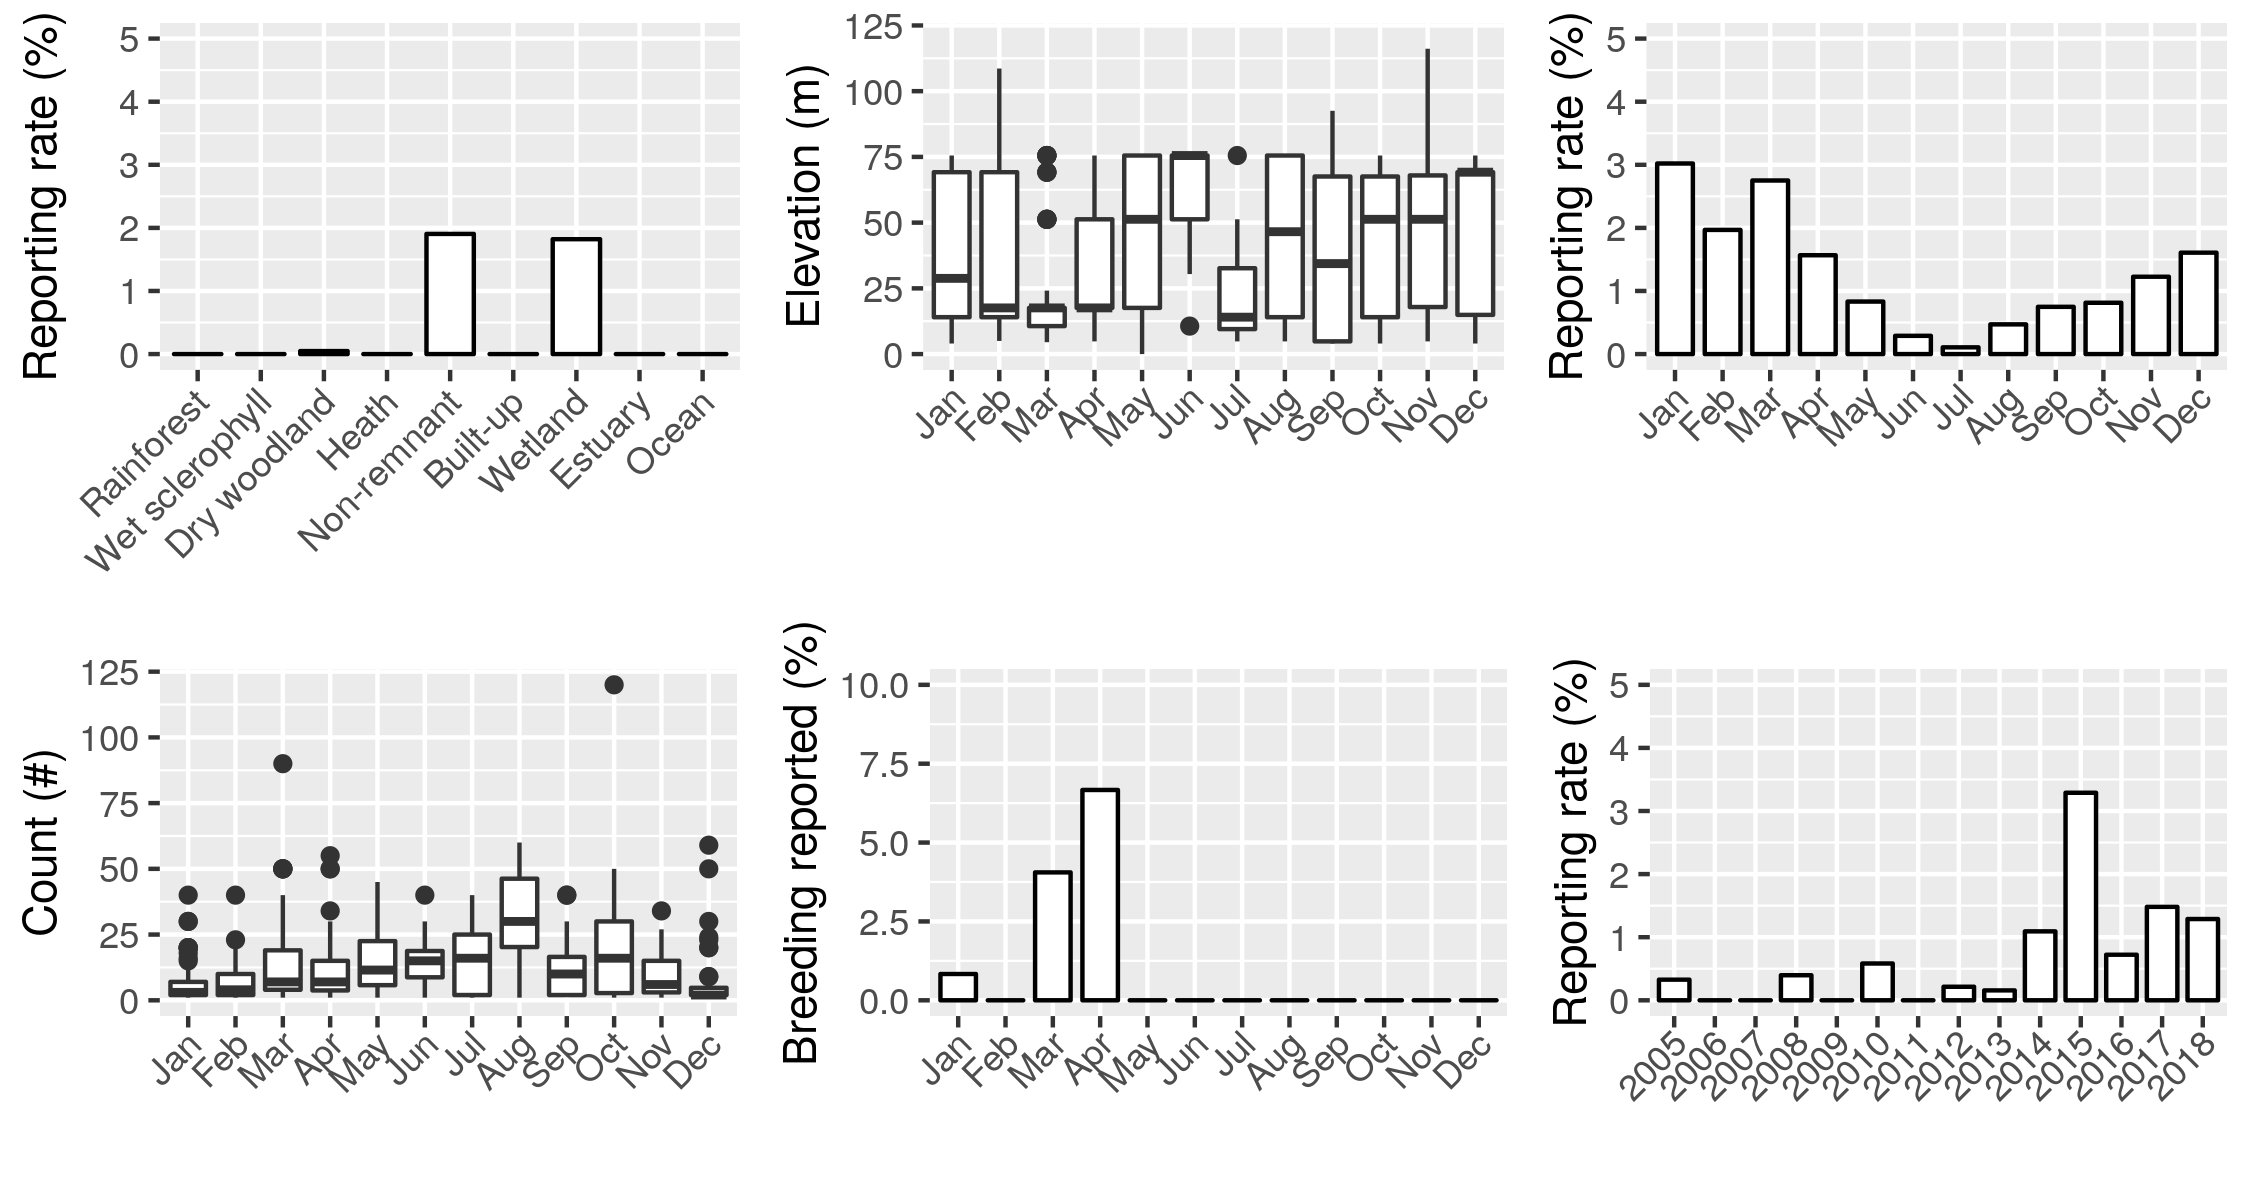 Reporting rate (%)
5
4
3
2
1
0
Rainforest
Wet sclerophyll
Dry woodland
Heath
Non-remnant
Built-up
Wetland
Estuary
Ocean
Elevation (m)
125
100
75
50
25
0
Jan
Feb
Mar
Apr
May
Jun
Jul
Aug
Sep
Oct
Nov
Dec
Reporting rate (%)
5
4
3
2
1
0
Jan
Feb
Mar
Apr
May
Jun
Jul
Aug
Sep
Oct
Nov
Dec
Count (#)
125
100
75
50
25
0
Jan
Feb
Mar
Apr
May
Jun
Jul
Aug
Sep
Oct
Nov
Dec
Breeding reported (%)
10.0
7.5
5.0
2.5
0.0
Jan
Feb
Mar
Apr
May
Jun
Jul
Aug
Sep
Oct
Nov
Dec
Reporting rate (%)
5
4
3
2
1
0
2005
2006
2007
2008
2009
2010
2011
2012
2013
2014
2015
2016
2017
2018